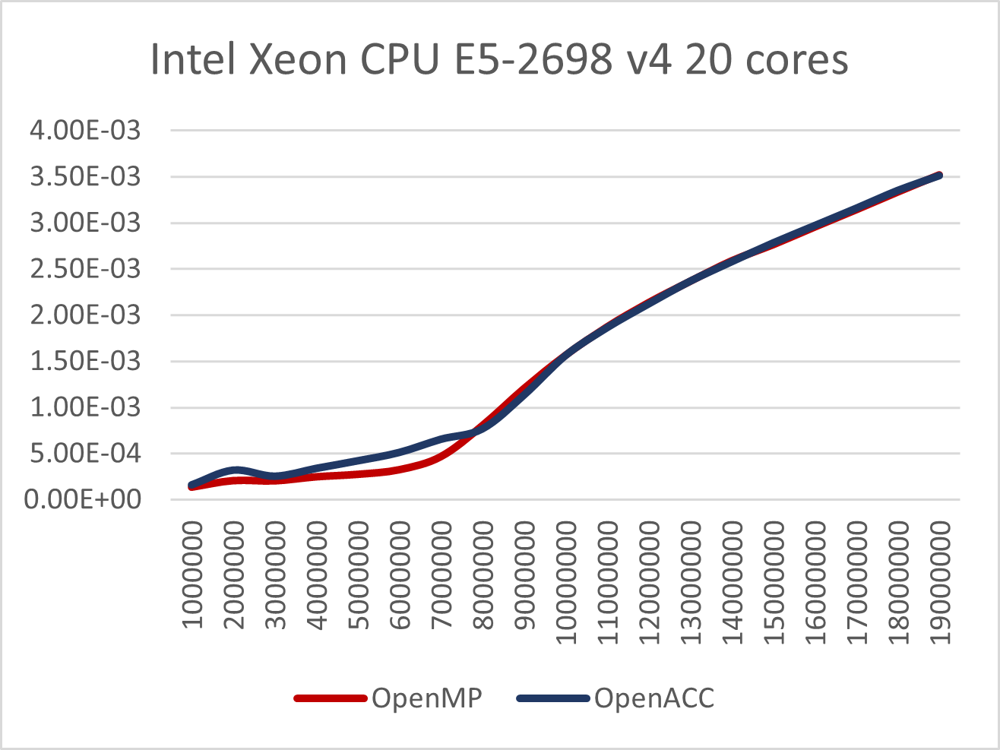 Intel Xeon CPU E5-2698 v4 20 cores
4.00E-03
3.50E-03
3.00E-03
2.50E-03
2.00E-03
1.50E-03
1.00E-03
5.00E-04
0.00E+00
1000000
2000000
3000000
4000000
5000000
6000000
7000000
8000000
9000000
10000000
11000000
12000000
13000000
14000000
15000000
16000000
17000000
18000000
19000000
OpenMP OpenACC